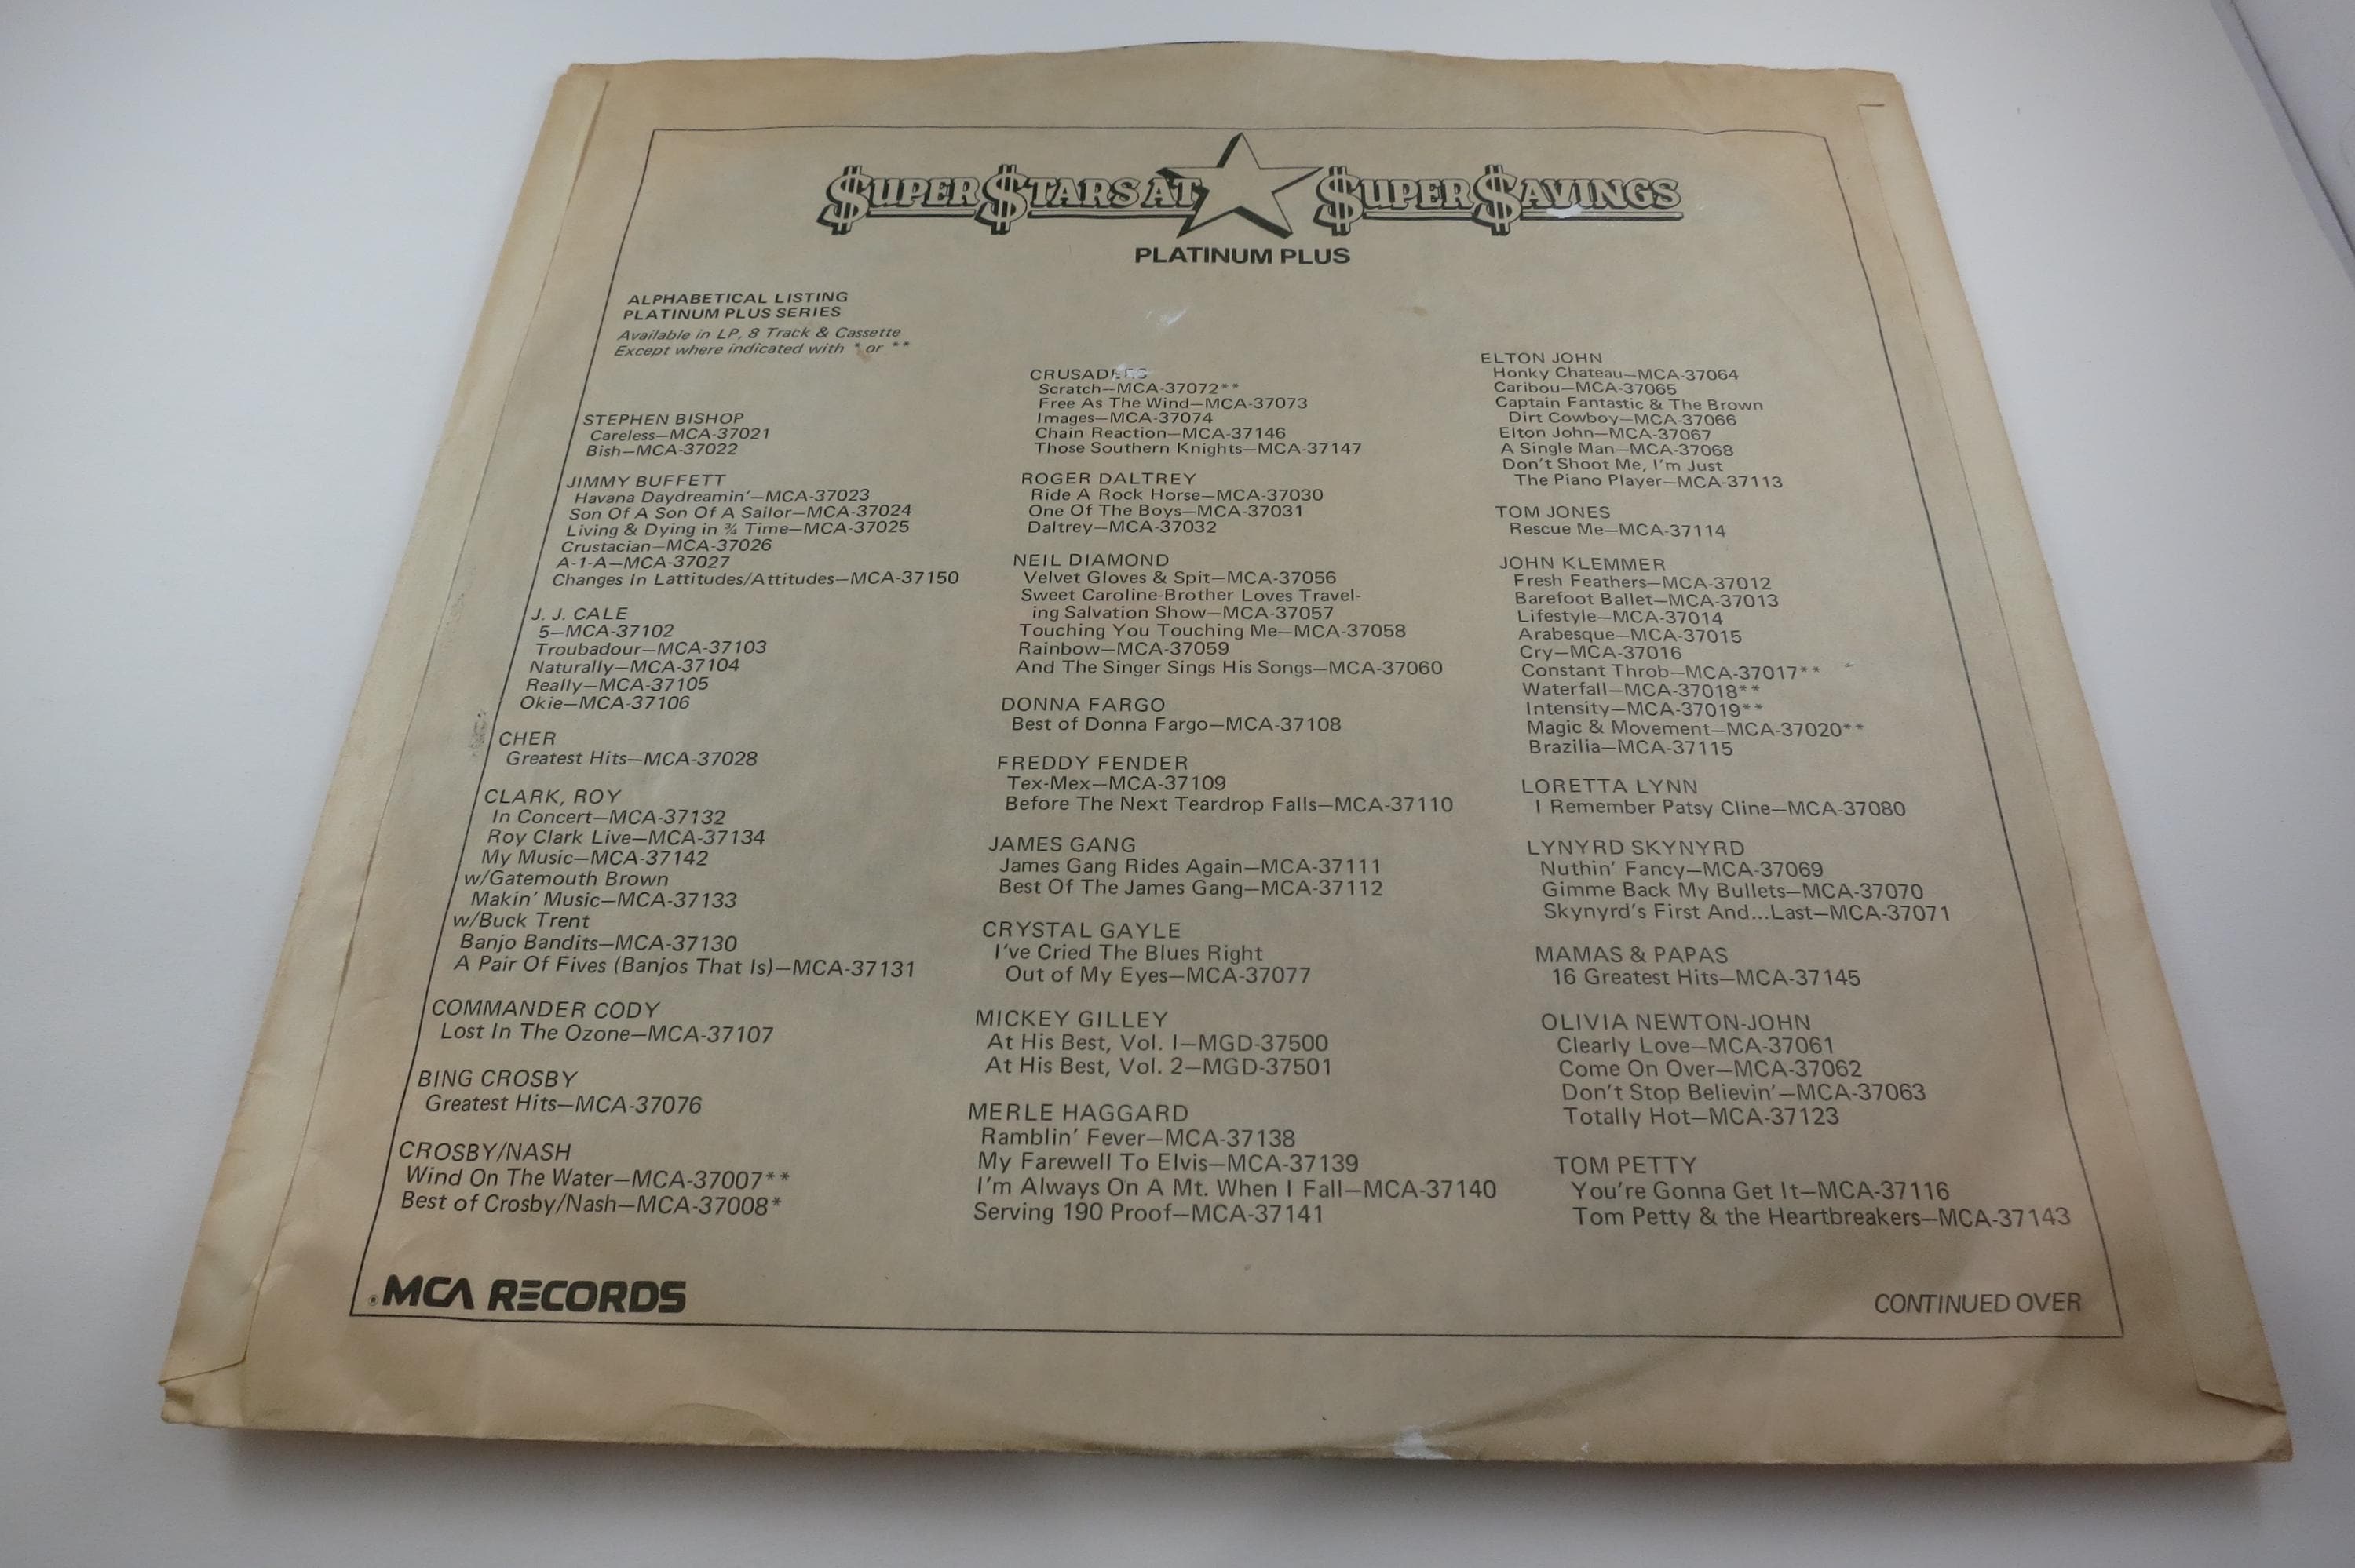 $UPER $TARS AT $UPER $AVINGS
PLATINUM PLUS
ALPHABETICAL LISTING
PLATINUM PLUS SERIES
Available in LP, 8 Track & Cassette
Except where indicated with * or **
STEPHEN BISHOP
Careless—MCA-37021
Bish—MCA-37022
JIMMY BUFFETT
Havana Daydreamin'—MCA-37023
Son Of A Son Of A Sailor—MCA-37024
Living & Dying in ¾ Time—MCA-37025
Crustacian—MCA-37026
A-1-A—MCA-37027
Changes In Lattitudes/Attitudes—MCA-37150
J. J. CALE
5—MCA-37102
Troubadour—MCA-37103
Naturally—MCA-37104
Really—MCA-37105
Okie—MCA-37106
CHER
Greatest Hits—MCA-37028
CLARK, ROY
In Concert—MCA-37132
Roy Clark Live—MCA-37134
My Music—MCA-37142
w/Gatemouth Brown
Makin' Music—MCA-37133
w/Buck Trent
Banjo Bandits—MCA-37130
A Pair Of Fives (Banjos That Is)—MCA-37131
COMMANDER CODY
Lost In The Ozone—MCA-37107
BING CROSBY
Greatest Hits—MCA-37076
CROSBY/NASH
Wind On The Water—MCA-37007**
Best of Crosby/Nash—MCA-37008*
CRUSADERS
Scratch—MCA-37072**
Free As The Wind—MCA-37073
Images—MCA-37074
Chain Reaction—MCA-37146
Those Southern Knights—MCA-37147
ROGER DALTREY
Ride A Rock Horse—MCA-37030
One Of The Boys—MCA-37031
Daltrey—MCA-37032
NEIL DIAMOND
Velvet Gloves & Spit—MCA-37056
Sweet Caroline-Brother Loves Travel-
ing Salvation Show—MCA-37057
Touching You Touching Me—MCA-37058
Rainbow—MCA-37059
And The Singer Sings His Songs—MCA-37060
DONNA FARGO
Best of Donna Fargo—MCA-37108
FREDDY FENDER
Tex-Mex—MCA-37109
Before The Next Teardrop Falls—MCA-37110
JAMES GANG
James Gang Rides Again—MCA-37111
Best Of The James Gang—MCA-37112
CRYSTAL GAYLE
I've Cried The Blues Right
Out of My Eyes—MCA-37077
MICKEY GILLEY
At His Best, Vol. I—MGD-37500
At His Best, Vol. 2—MGD-37501
MERLE HAGGARD
Ramblin' Fever—MCA-37138
My Farewell To Elvis—MCA-37139
I'm Always On A Mt. When I Fall—MCA-37140
Serving 190 Proof—MCA-37141
ELTON JOHN
Honky Chateau—MCA-37064
Caribou—MCA-37065
Captain Fantastic & The Brown
Dirt Cowboy—MCA-37066
Elton John—MCA-37067
A Single Man—MCA-37068
Don't Shoot Me, I'm Just
The Piano Player—MCA-37113
TOM JONES
Rescue Me—MCA-37114
JOHN KLEMMER
Fresh Feathers—MCA-37012
Barefoot Ballet—MCA-37013
Lifestyle—MCA-37014
Arabesque—MCA-37015
Cry—MCA-37016
Constant Throb—MCA-37017**
Waterfall—MCA-37018**
Intensity—MCA-37019**
Magic & Movement—MCA-37020**
Brazilia—MCA-37115
LORETTA LYNN
I Remember Patsy Cline—MCA-37080
LYNYRD SKYNYRD
Nuthin' Fancy—MCA-37069
Gimme Back My Bullets—MCA-37070
Skynyrd's First And...Last—MCA-37071
MAMAS & PAPAS
16 Greatest Hits—MCA-37145
OLIVIA NEWTON-JOHN
Clearly Love—MCA-37061
Come On Over—MCA-37062
Don't Stop Believin'—MCA-37063
Totally Hot—MCA-37123
TOM PETTY
You're Gonna Get It—MCA-37116
Tom Petty & the Heartbreakers—MCA-37143
®MCA RECORDS
CONTINUED OVER